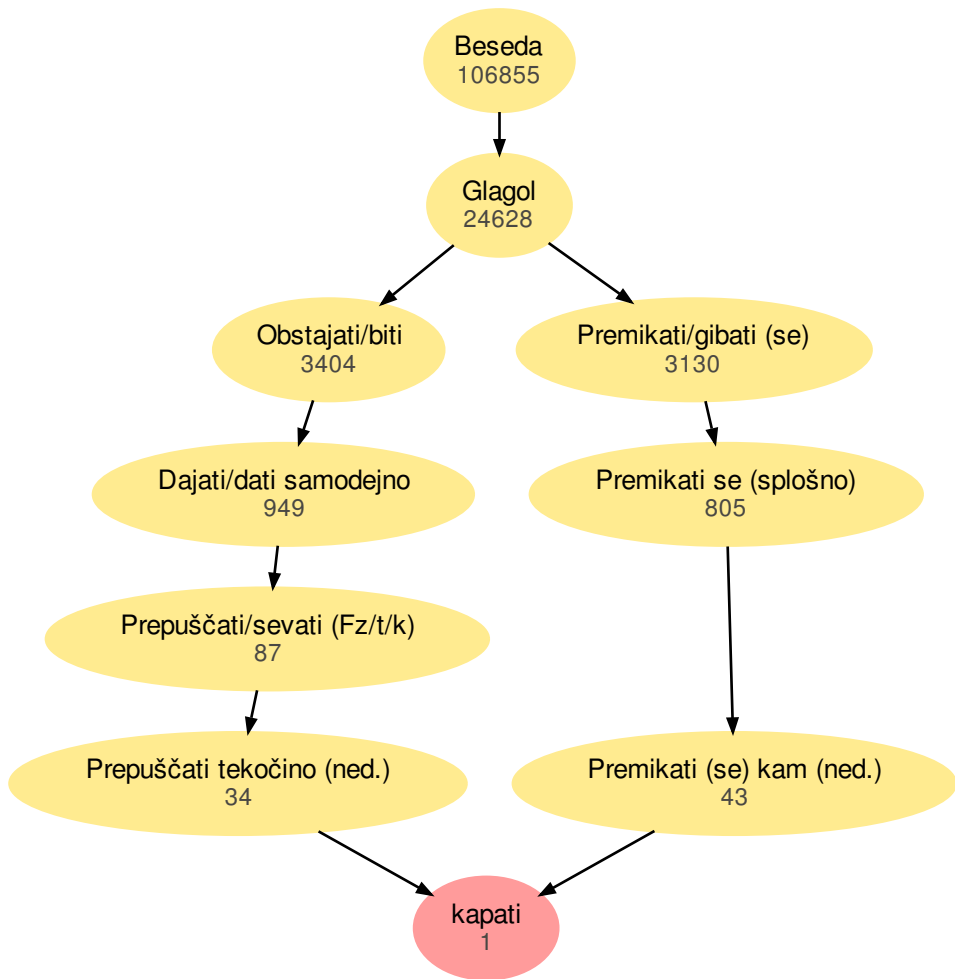 Beseda
106855
Glagol
24628
Obstajati/biti
3404
Premikati/gibati (se)
3130
Dajati/dati samodejno
949
Premikati se (splošno)
805
Prepuščati/sevati (Fz/t/k)
87
Prepuščati tekočino (ned.)
34
Premikati (se) kam (ned.)
43
kapati
1